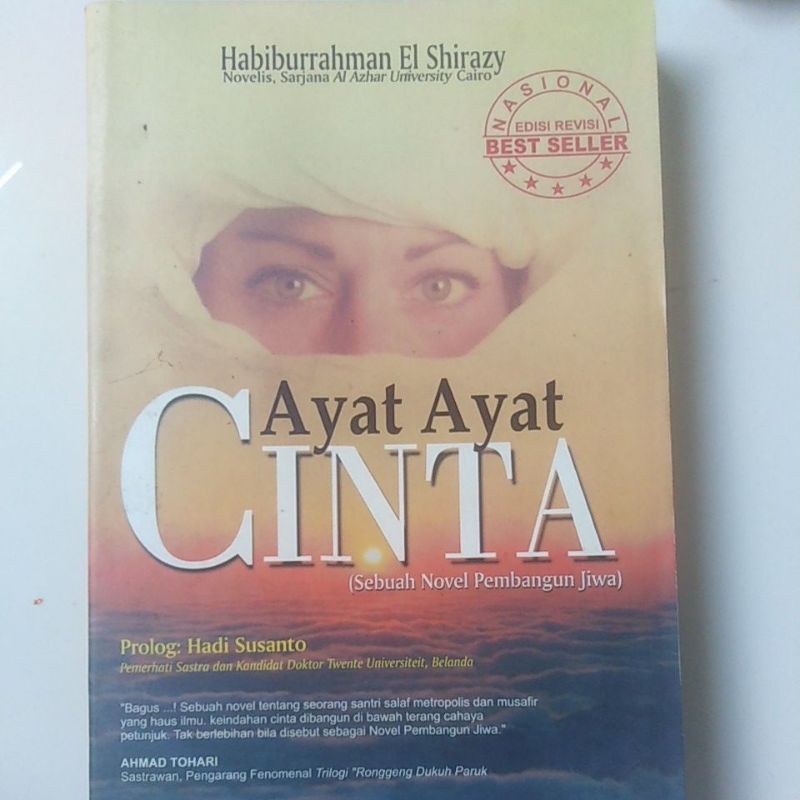 Habiburrahman El Shirazy
Novelis, Sarjana Al Azhar University Cairo
NASIONAL
EDISI REVISI
BEST SELLER
Ayat Ayat
CINTA
(Sebuah Novel Pembangun Jiwa)
Prolog: Hadi Susanto
Pemerhati Sastra dan Kandidat Doktor Twente Universiteit, Belanda
"Bagus ...! Sebuah novel tentang seorang santri salaf metropolis dan musafir
yang haus ilmu. keindahan cinta dibangun di bawah terang cahaya
petunjuk. Tak berlebihan bila disebut sebagai Novel Pembangun Jiwa."
AHMAD TOHARI
Sastrawan, Pengarang Fenomenal Trilogi "Ronggeng Dukuh Paruk